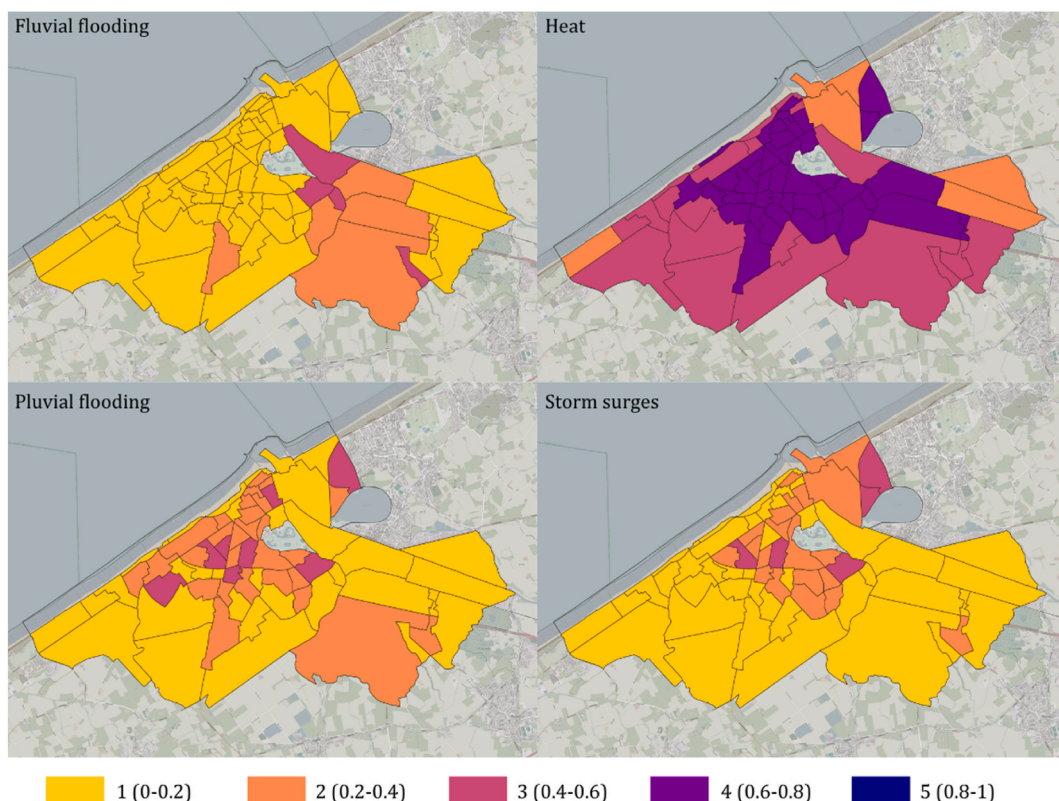 Fluvial flooding
Heat
Pluvial flooding
Storm surges
1 (0-0.2)
2 (0.2-0.4)
3 (0.4-0.6)
4 (0.6-0.8)
5 (0.8-1)